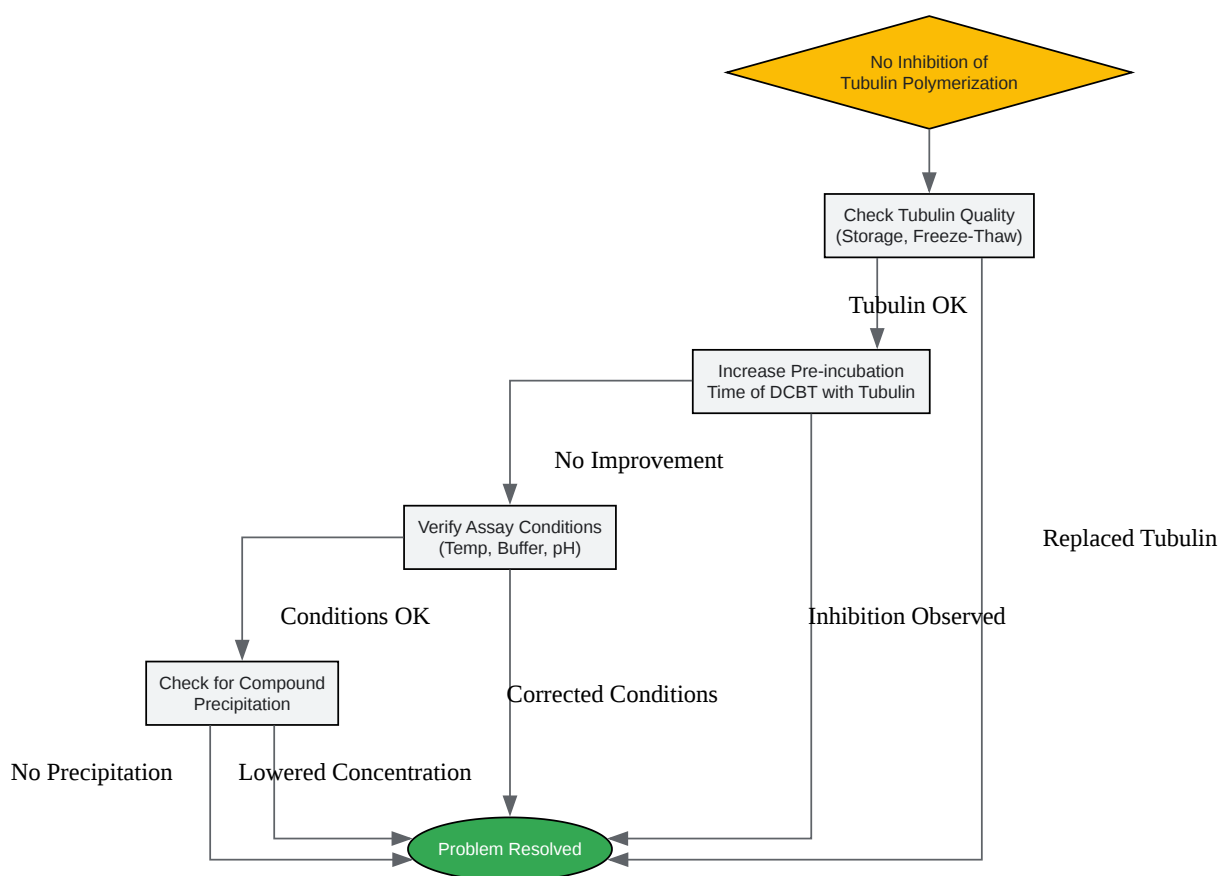 No Inhibition of
Tubulin Polymerization
Check Tubulin Quality
(Storage, Freeze-Thaw)
Tubulin OK
Increase Pre-incubation
Time of DCBT with Tubulin
No Improvement
Verify Assay Conditions
(Temp, Buffer, pH)
Replaced Tubulin
Conditions OK
Inhibition Observed
Check for Compound
Precipitation
Corrected Conditions
No Precipitation
Lowered Concentration
Problem Resolved